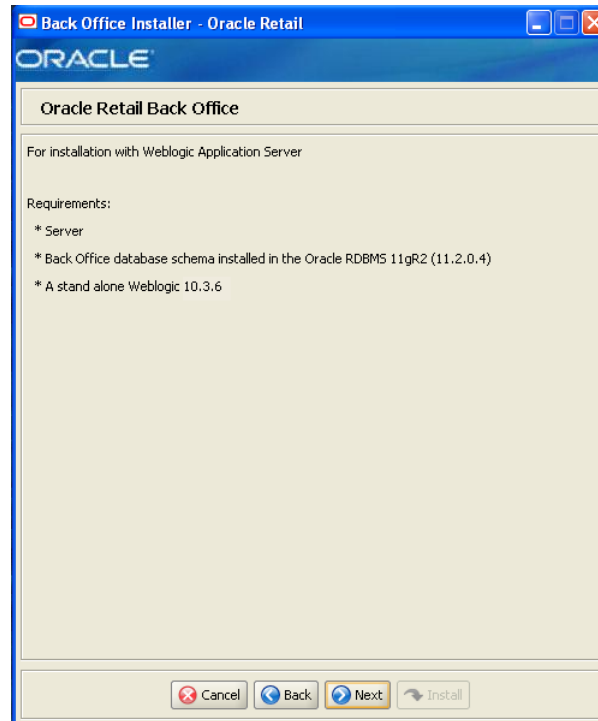 Back Office Installer - Oracle Retail
ORACLE
Oracle Retail Back Office
For installation with Weblogic Application Server
Requirements:
* Server
* Back Office database schema installed in the Oracle RDBMS 11gR2 (11.2.0.4)
* A stand alone Weblogic 10.3.6
Cancel Back Next Install